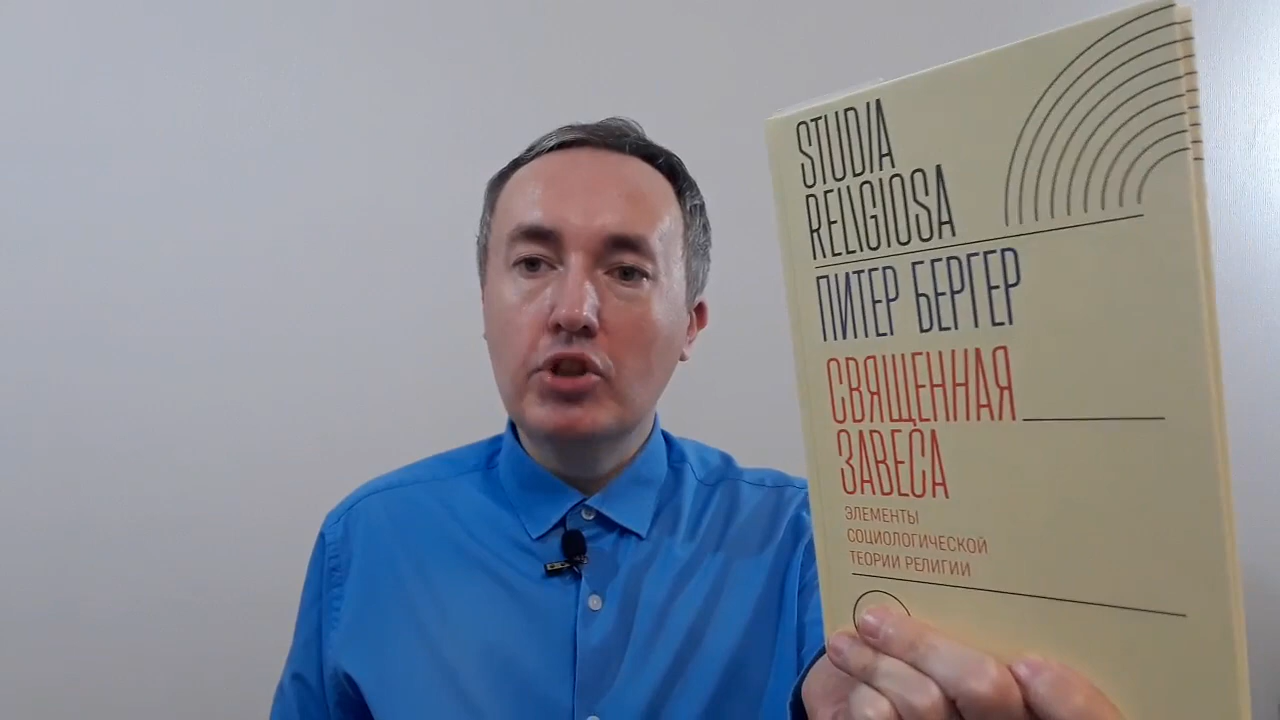 STUDIA
RELIGIOSA
ПИТЕР БЕРГЕР
СВЯЩЕННАЯ
ЗАВЕСА
ЭЛЕМЕНТЫ
СОЦИОЛОГИЧЕСКОЙ
ТЕОРИИ РЕЛИГИИ